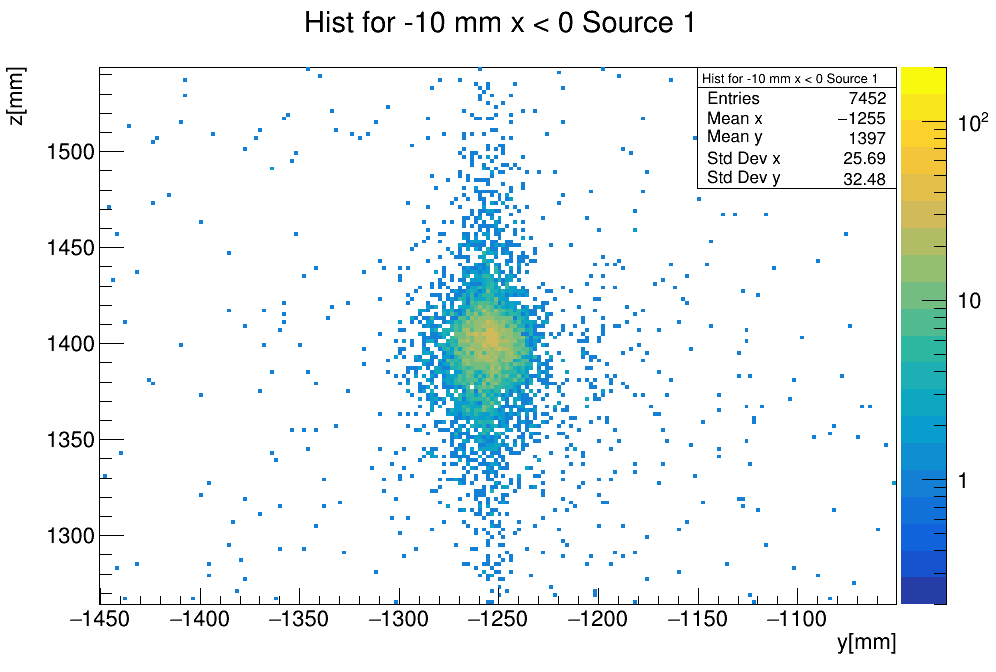 Hist for -10 mm x < 0 Source 1
z[mm]
Hist for -10 mm x < 0 Source 1
Entries 7452
Mean x −1255
Mean y 1397
Std Dev x 25.69
Std Dev y 32.48
1500
1450
1400
1350
1300
10²
10
1
−1450 −1400 −1350 −1300 −1250 −1200 −1150 −1100
y[mm]